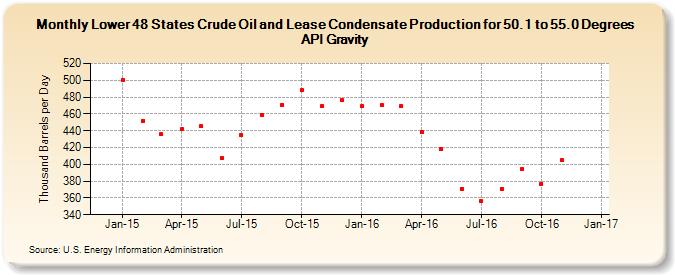 Monthly Lower 48 States Crude Oil and Lease Condensate Production for 50.1 to 55.0 Degrees
API Gravity
Thousand Barrels per Day
520
500
480
460
440
420
400
380
360
340
Jan-15 Apr-15 Jul-15 Oct-15 Jan-16 Apr-16 Jul-16 Oct-16 Jan-17
Source: U.S. Energy Information Administration